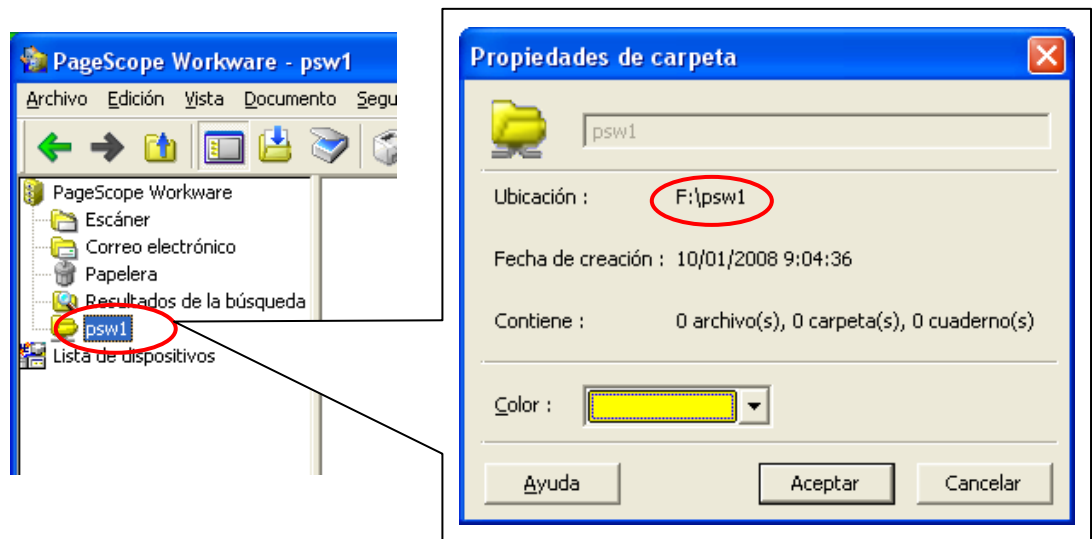 PageScope Workware - psw1
Archivo Edición Vista Documento Segu
PageScope Workware
Escáner
Correo electrónico
Papelera
Resultados de la búsqueda
psw1
Lista de dispositivos
Propiedades de carpeta
psw1
Ubicación : F:\psw1
Fecha de creación : 10/01/2008 9:04:36
Contiene : 0 archivo(s), 0 carpeta(s), 0 cuaderno(s)
Color :
Ayuda Aceptar Cancelar